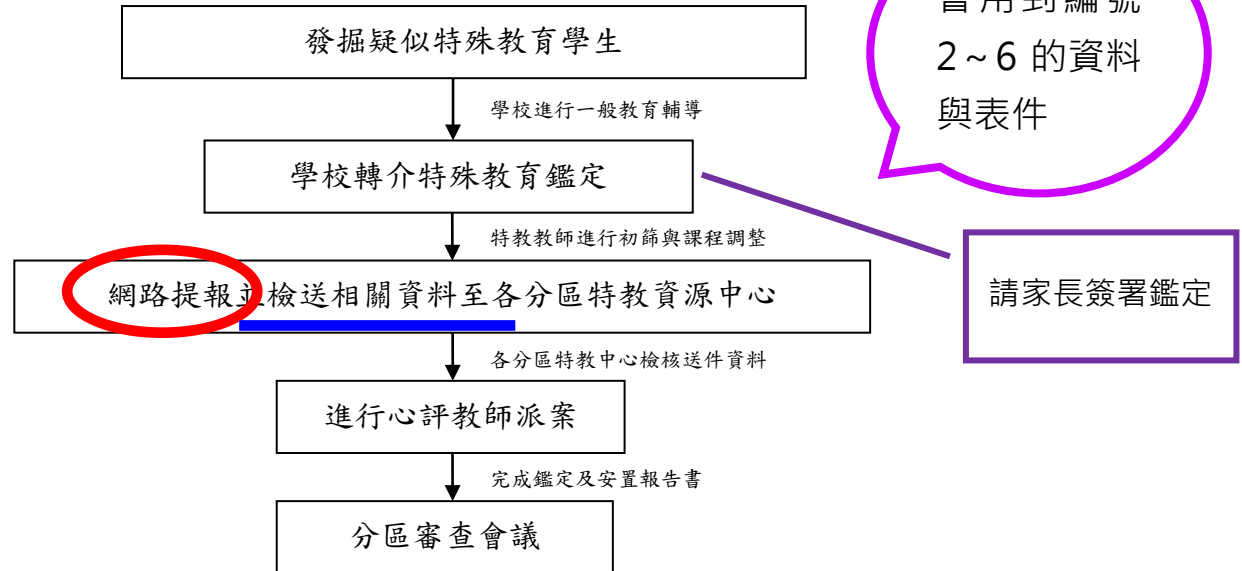 會用到編號
2~6 的資料
與表件
發掘疑似特殊教育學生
學校進行一般教育輔導
學校轉介特殊教育鑑定
特教教師進行初篩與課程調整
網路提報並檢送相關資料至各分區特教資源中心
請家長簽署鑑定
各分區特教中心檢核送件資料
進行心評教師派案
完成鑑定及安置報告書
分區審查會議